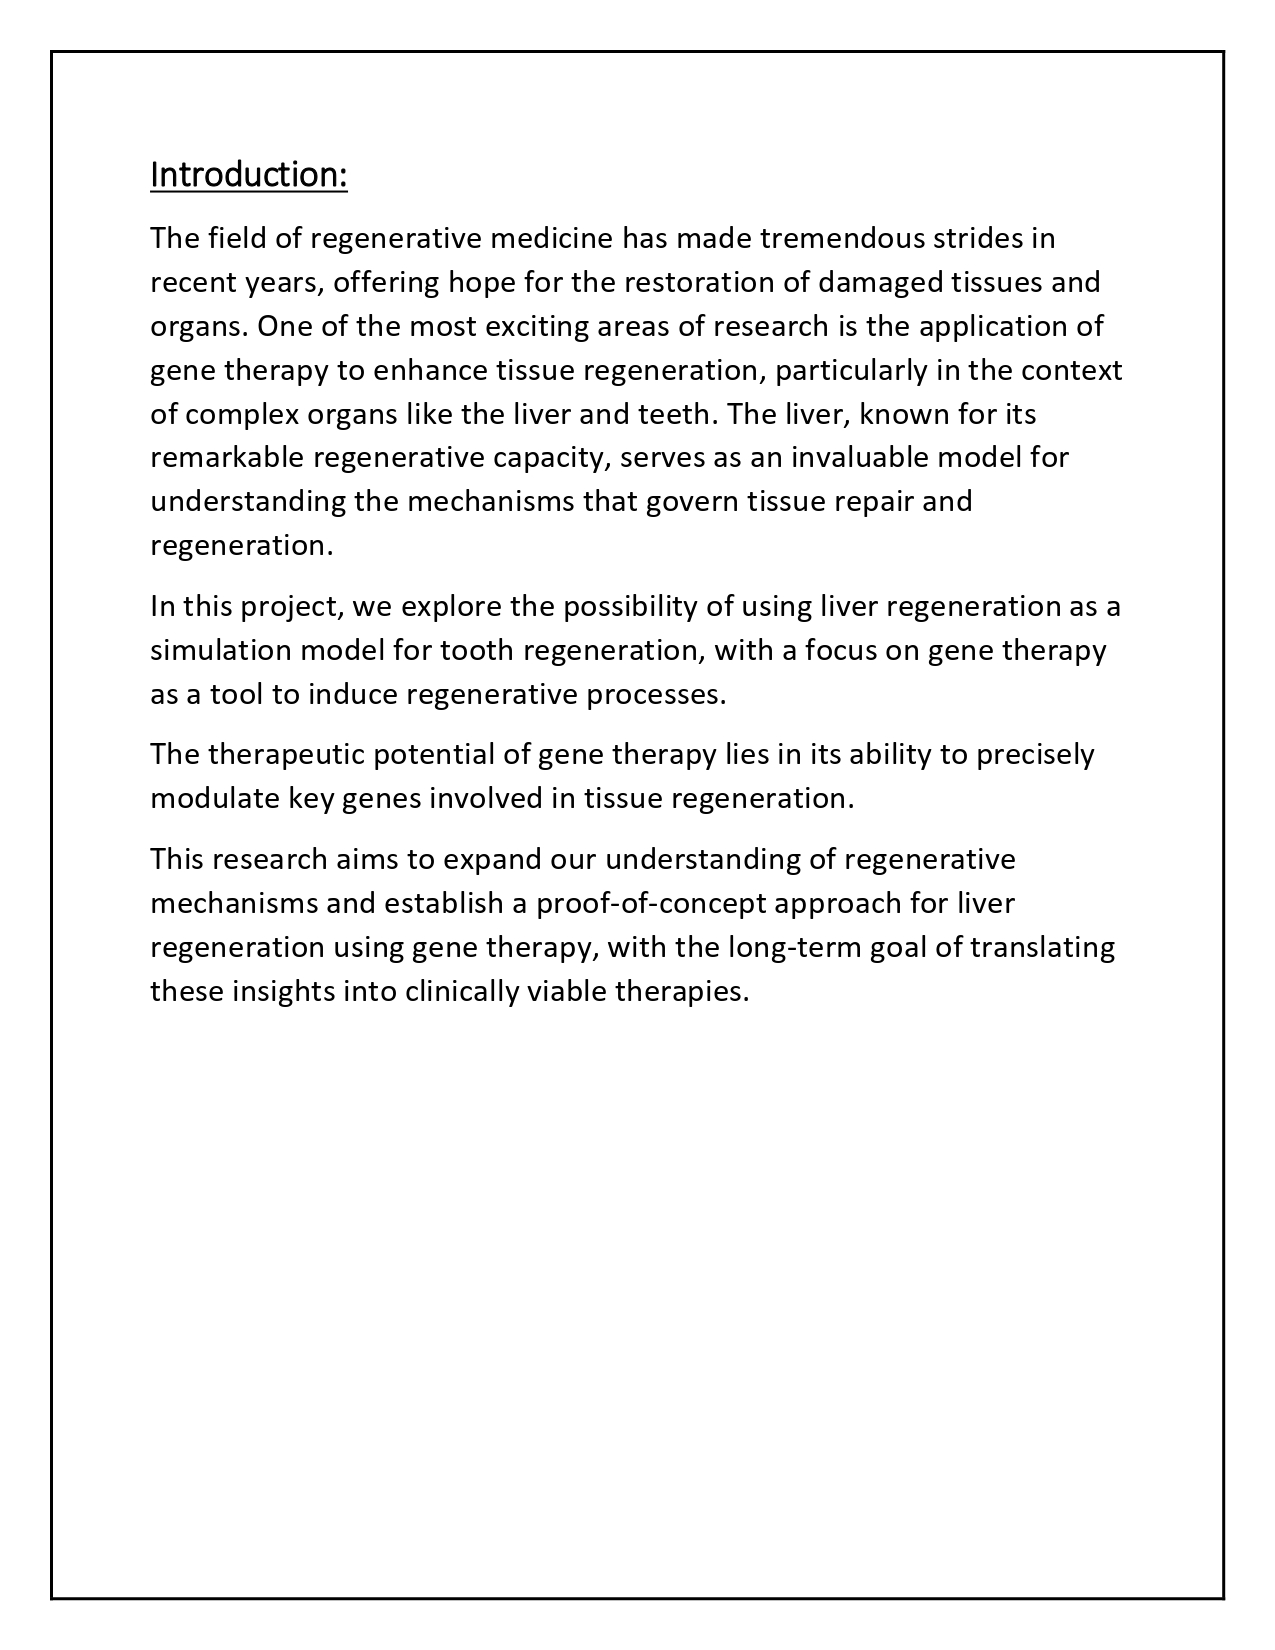 Introduction:
The field of regenerative medicine has made tremendous strides in
recent years, offering hope for the restoration of damaged tissues and
organs. One of the most exciting areas of research is the application of
gene therapy to enhance tissue regeneration, particularly in the context
of complex organs like the liver and teeth. The liver, known for its
remarkable regenerative capacity, serves as an invaluable model for
understanding the mechanisms that govern tissue repair and
regeneration.
In this project, we explore the possibility of using liver regeneration as a
simulation model for tooth regeneration, with a focus on gene therapy
as a tool to induce regenerative processes.
The therapeutic potential of gene therapy lies in its ability to precisely
modulate key genes involved in tissue regeneration.
This research aims to expand our understanding of regenerative
mechanisms and establish a proof-of-concept approach for liver
regeneration using gene therapy, with the long-term goal of translating
these insights into clinically viable therapies.